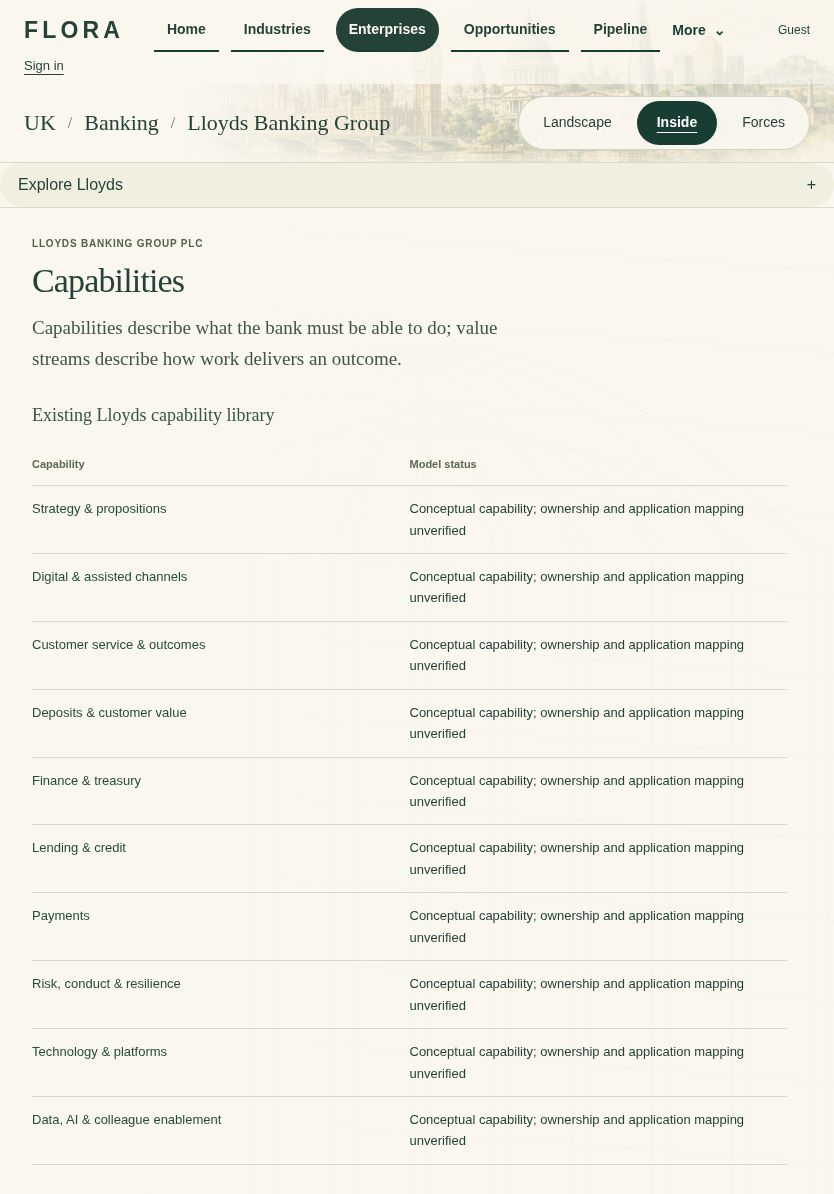 FLORA
Home
Industries
Enterprises
Opportunities
Pipeline
More
Guest
Sign in
UK / Banking / Lloyds Banking Group
Landscape
Inside
Forces
Explore Lloyds +
LLOYDS BANKING GROUP PLC
Capabilities
Capabilities describe what the bank must be able to do; value
streams describe how work delivers an outcome.
Existing Lloyds capability library
Capability Model status
Strategy & propositions Conceptual capability; ownership and application mapping
unverified
Digital & assisted channels Conceptual capability; ownership and application mapping
unverified
Customer service & outcomes Conceptual capability; ownership and application mapping
unverified
Deposits & customer value Conceptual capability; ownership and application mapping
unverified
Finance & treasury Conceptual capability; ownership and application mapping
unverified
Lending & credit Conceptual capability; ownership and application mapping
unverified
Payments Conceptual capability; ownership and application mapping
unverified
Risk, conduct & resilience Conceptual capability; ownership and application mapping
unverified
Technology & platforms Conceptual capability; ownership and application mapping
unverified
Data, AI & colleague enablement Conceptual capability; ownership and application mapping
unverified